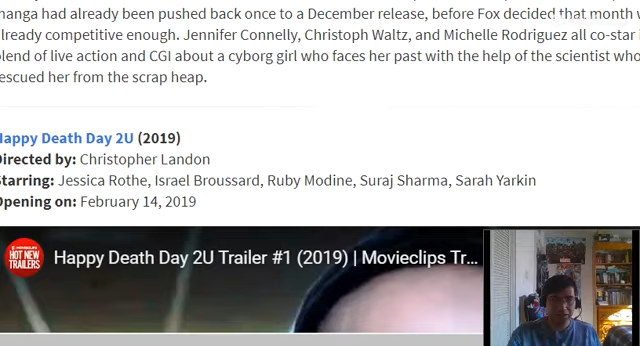 manga had already been pushed back once to a December release, before Fox decided that month w
already competitive enough. Jennifer Connelly, Christoph Waltz, and Michelle Rodriguez all co-star i
blend of live action and CGI about a cyborg girl who faces her past with the help of the scientist who
rescued her from the scrap heap.
Happy Death Day 2U (2019)
Directed by: Christopher Landon
Starring: Jessica Rothe, Israel Broussard, Ruby Modine, Suraj Sharma, Sarah Yarkin
Opening on: February 14, 2019
MOVIECLIPS
HOT NEW
TRAILERS
Happy Death Day 2U Trailer #1 (2019) | Movieclips Tr...